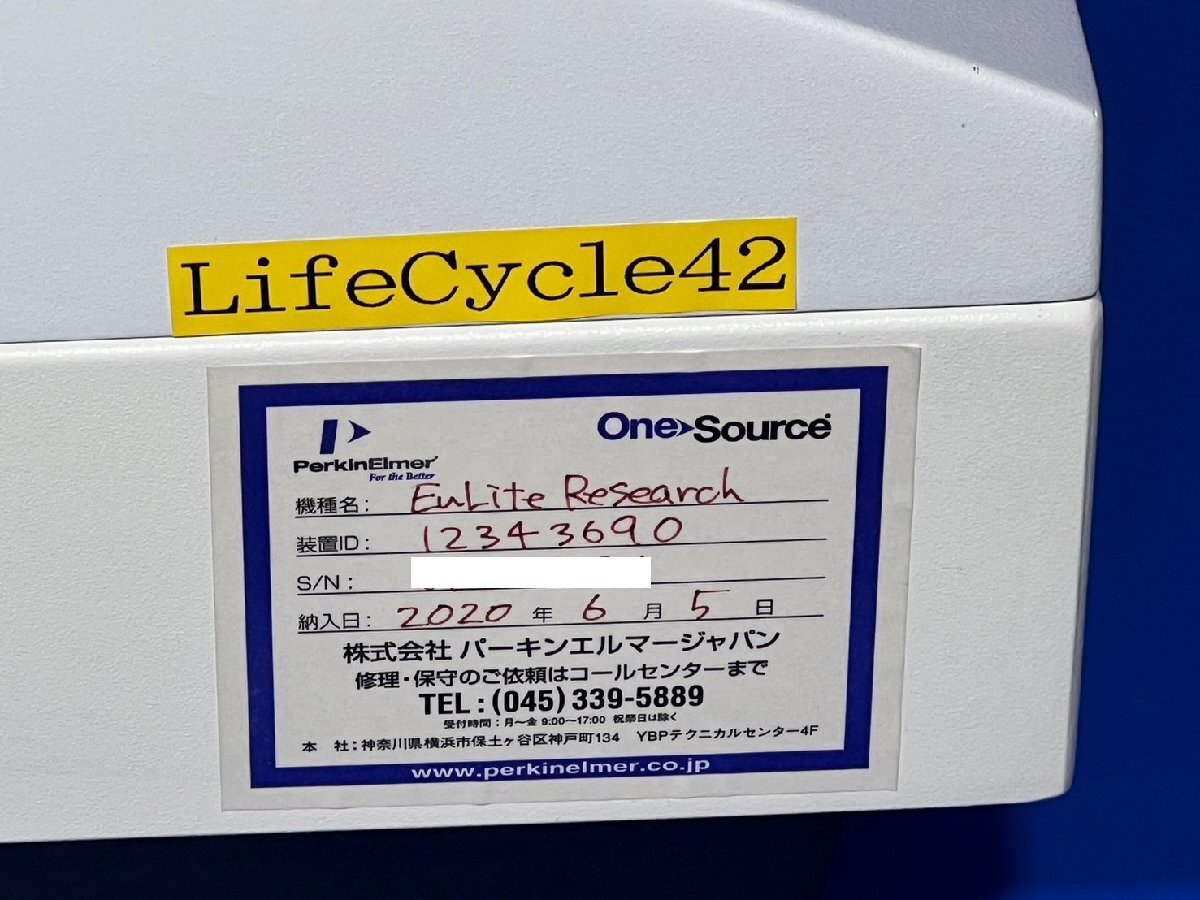 LifeCycle42
PerkinElmer
For the Better
One Source
機種名： EnLite Research
装置ID： 12343690
S/N：
納入日： 2020 年 6 月 5 日
株式会社 パーキンエルマージャパン
修理・保守のご依頼はコールセンターまで
TEL：(045) 339-5889
受付時間：月～金 9:00～17:00 祝祭日は除く
本　社：神奈川県横浜市保土ヶ谷区神戸町134　YBPテクニカルセンター4F
www.perkinelmer.co.jp